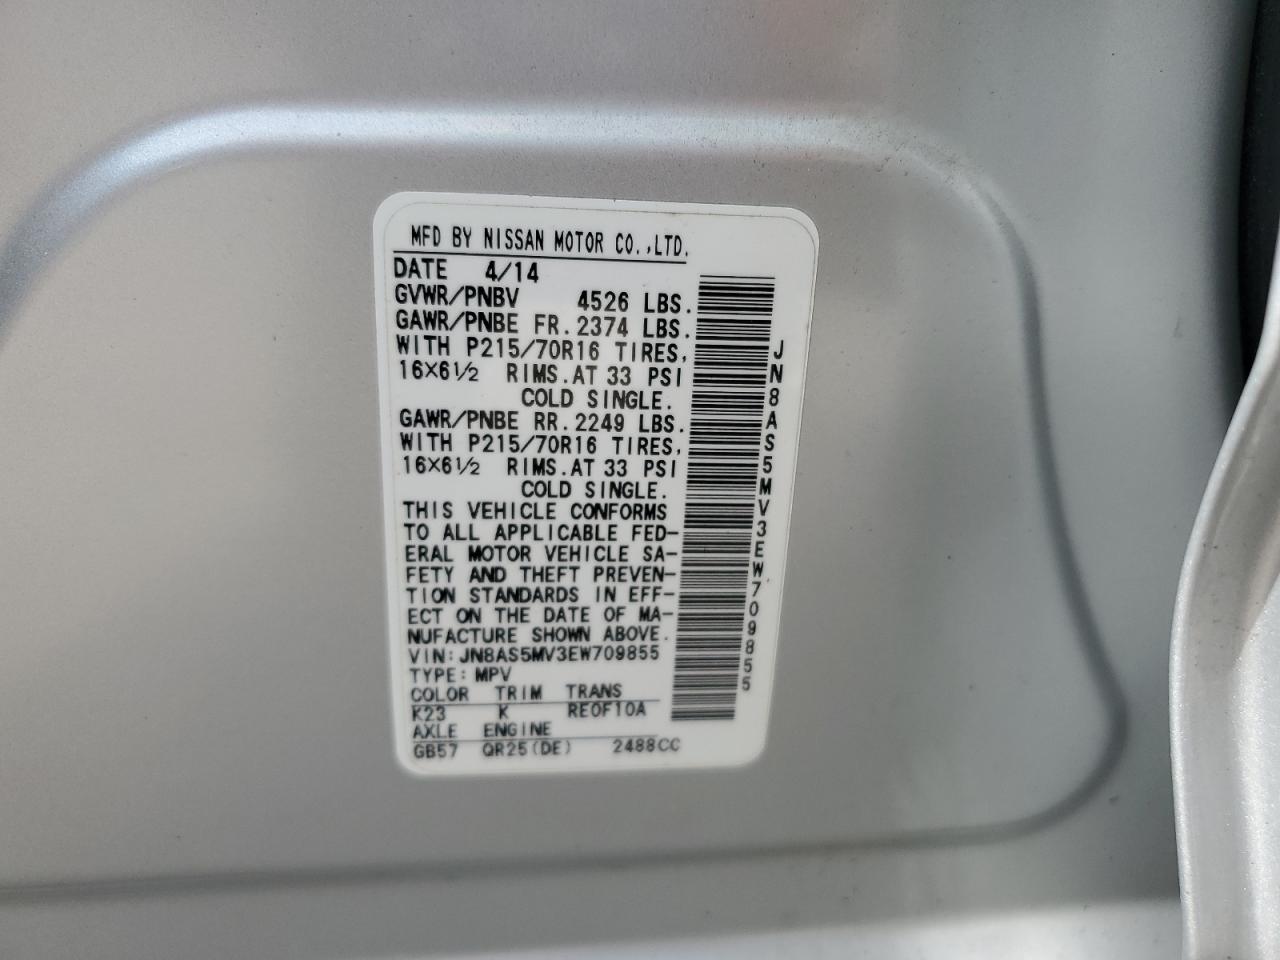 MFD BY NISSAN MOTOR CO.,LTD.
DATE 4/14
GVWR/PNBV 4526 LBS.
GAWR/PNBE FR. 2374 LBS.
WITH P215/70R16 TIRES,
16X6½ RIMS. AT 33 PSI
COLD SINGLE.
GAWR/PNBE RR. 2249 LBS.
WITH P215/70R16 TIRES,
16X6½ RIMS. AT 33 PSI
COLD SINGLE.
THIS VEHICLE CONFORMS
TO ALL APPLICABLE FED-
ERAL MOTOR VEHICLE SA-
FETY AND THEFT PREVEN-
TION STANDARDS IN EFF-
ECT ON THE DATE OF MA-
NUFACTURE SHOWN ABOVE.
VIN: JN8AS5MV3EW709855
TYPE: MPV
COLOR TRIM TRANS
K23 K RE0F10A
AXLE ENGINE
GB57 QR25(DE) 2488CC
JN8AS5MV3EW709855